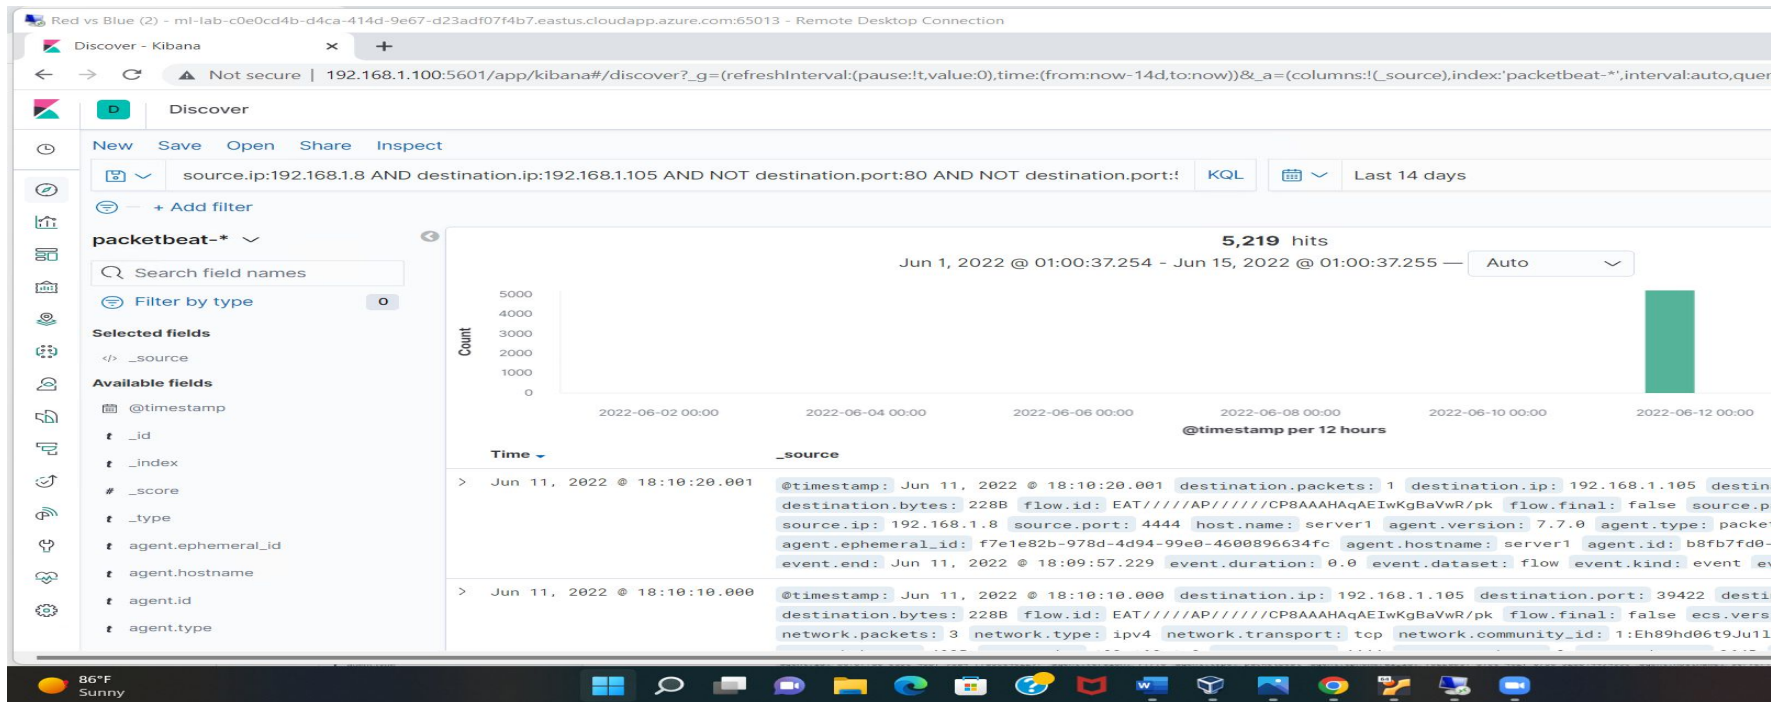 Red vs Blue (2) - ml-lab-c0e0cd4b-d4ca-414d-9e67-d23adf07f4b7.eastus.cloudapp.azure.com:65013 - Remote Desktop Connection
Discover - Kibana
Not secure | 192.168.1.100:5601/app/kibana#/discover?_g=(refreshInterval:(pause:!t,value:0),time:(from:now-14d,to:now))&_a=(columns:!(_source),index:'packetbeat-*',interval:auto,quer
D Discover
New Save Open Share Inspect
source.ip:192.168.1.8 AND destination.ip:192.168.1.105 AND NOT destination.port:80 AND NOT destination.port: KQL Last 14 days
+ Add filter
packetbeat-*
5,219 hits
Jun 1, 2022 @ 01:00:37.254 - Jun 15, 2022 @ 01:00:37.255 — Auto
Search field names
Filter by type 0
Selected fields
</> _source
Available fields
@timestamp
t _id
t _index
# _score
t _type
t agent.ephemeral_id
t agent.hostname
t agent.id
t agent.type
Count
5000
4000
3000
2000
1000
0
2022-06-02 00:00 2022-06-04 00:00 2022-06-06 00:00 2022-06-08 00:00 2022-06-10 00:00 2022-06-12 00:00
@timestamp per 12 hours
Time _source
Jun 11, 2022 @ 18:10:20.001 @timestamp: Jun 11, 2022 @ 18:10:20.001 destination.packets: 1 destination.ip: 192.168.1.105 destin
destination.bytes: 228B flow.id: EAT/////AP//////CP8AAAHAqAEIwKgBaVwR/pk flow.final: false source.p
source.ip: 192.168.1.8 source.port: 4444 host.name: server1 agent.version: 7.7.0 agent.type: packe
agent.ephemeral_id: f7e1e82b-978d-4d94-99e0-4600896634fc agent.hostname: server1 agent.id: b8fb7fd0-
event.end: Jun 11, 2022 @ 18:09:57.229 event.duration: 0.0 event.dataset: flow event.kind: event ev
Jun 11, 2022 @ 18:10:10.000 @timestamp: Jun 11, 2022 @ 18:10:10.000 destination.ip: 192.168.1.105 destination.port: 39422 desti
destination.bytes: 228B flow.id: EAT/////AP//////CP8AAAHAqAEIwKgBaVwR/pk flow.final: false ecs.vers
network.packets: 3 network.type: ipv4 network.transport: tcp network.community_id: 1:Eh89hd06t9Ju1l
86°F
Sunny